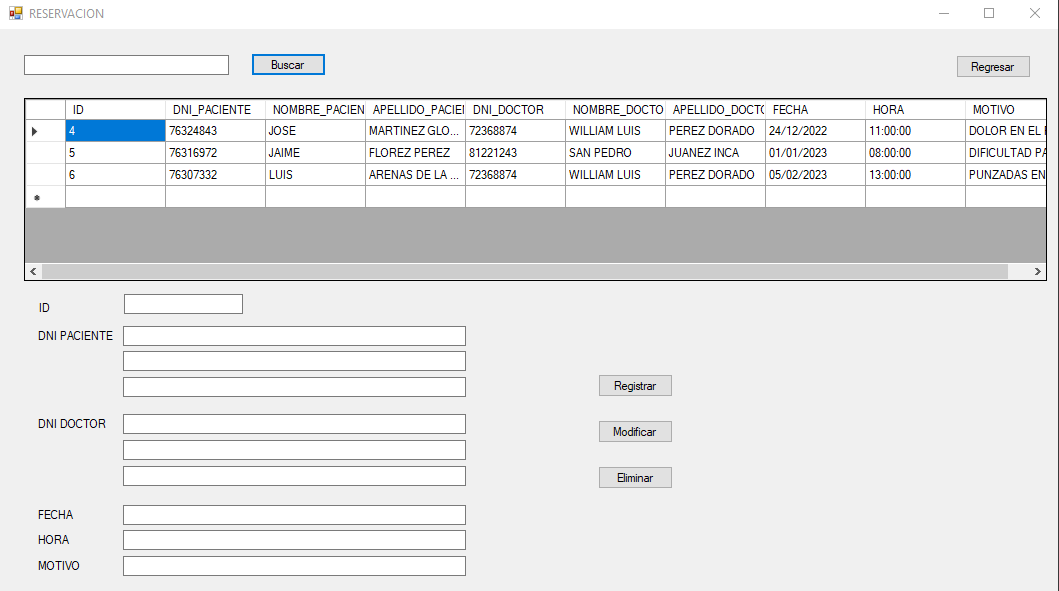 RESERVACION
Buscar
Regresar
ID DNI_PACIENTE NOMBRE_PACIEN APELLIDO_PACIE DNI_DOCTOR NOMBRE_DOCTO APELLIDO_DOCTO FECHA HORA MOTIVO
4 76324843 JOSE MARTINEZ GLO... 72368874 WILLIAM LUIS PEREZ DORADO 24/12/2022 11:00:00 DOLOR EN EL
5 76316972 JAIME FLOREZ PEREZ 81221243 SAN PEDRO JUANEZ INCA 01/01/2023 08:00:00 DIFICULTAD PA
6 76307332 LUIS ARENAS DE LA ... 72368874 WILLIAM LUIS PEREZ DORADO 05/02/2023 13:00:00 PUNZADAS EN
ID
DNI PACIENTE
Registrar
DNI DOCTOR
Modificar
Eliminar
FECHA
HORA
MOTIVO